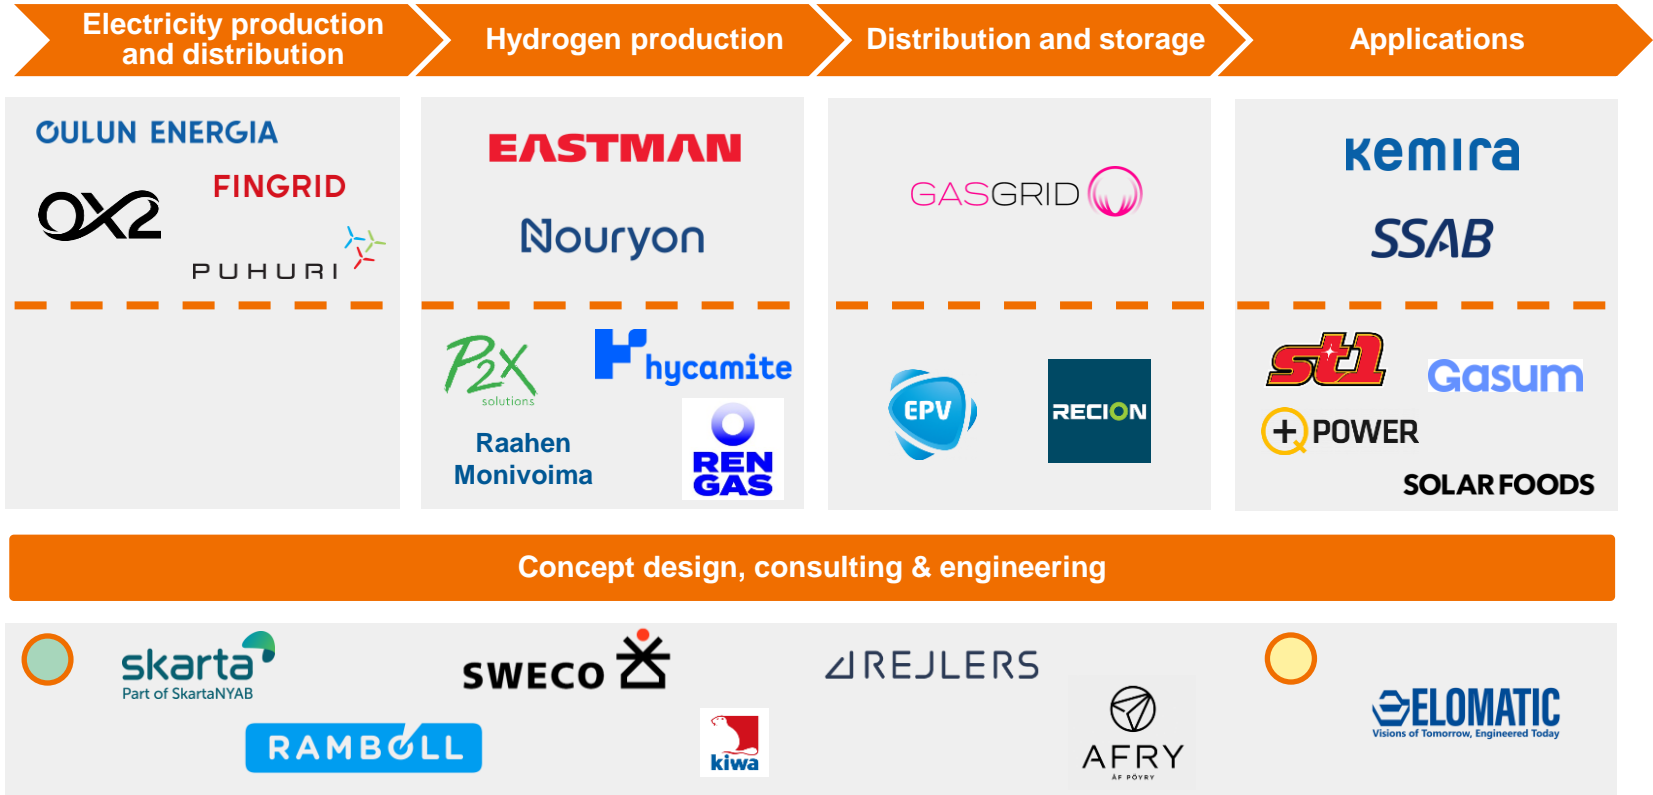 Electricity production
and distribution
Hydrogen production
Distribution and storage
Applications
OULUN ENERGIA
OX2
FINGRID
PUHURI
EASTMAN
Nouryon
GASGRID
Kemira
SSAB
P2X
solutions
hycamite
Raahen
Monivoima
REN
GAS
EPV
RECION
st1
Gasum
Q POWER
SOLAR FOODS
Concept design, consulting & engineering
skarta
Part of SkartaNYAB
SWECO
REJLERS
RAMBOLL
kiwa
AFRY
ÅF PÖYRY
ELOMATIC
Visions of Tomorrow, Engineered Today